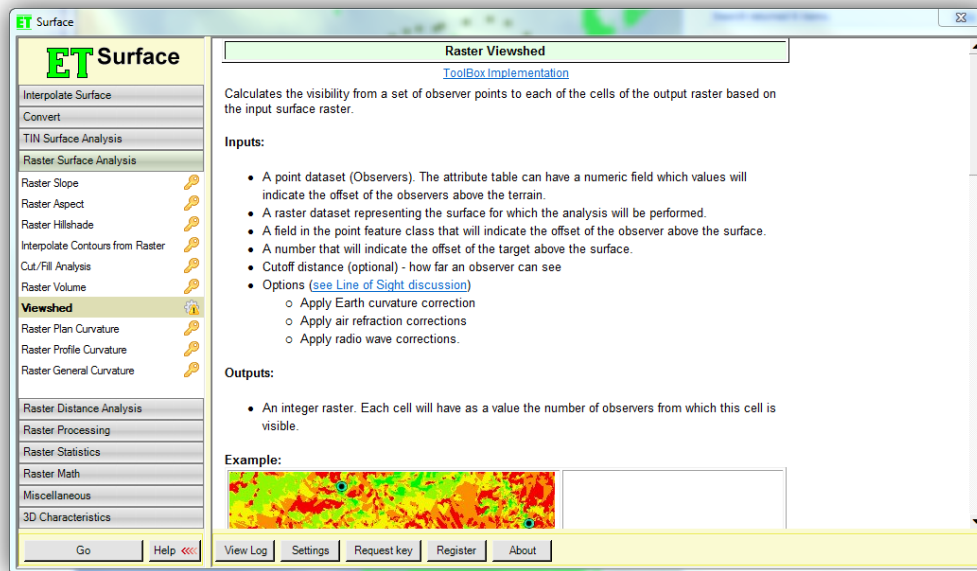 ET Surface
ET Surface
Interpolate Surface
Convert
TIN Surface Analysis
Raster Surface Analysis
Raster Slope
Raster Aspect
Raster Hillshade
Interpolate Contours from Raster
Cut/Fill Analysis
Raster Volume
Viewshed
Raster Plan Curvature
Raster Profile Curvature
Raster General Curvature
Raster Distance Analysis
Raster Processing
Raster Statistics
Raster Math
Miscellaneous
3D Characteristics
Go
Help <<<<
Raster Viewshed
ToolBox Implementation
Calculates the visibility from a set of observer points to each of the cells of the output raster based on
the input surface raster.
Inputs:
A point dataset (Observers). The attribute table can have a numeric field which values will
indicate the offset of the observers above the terrain.
A raster dataset representing the surface for which the analysis will be performed.
A field in the point feature class that will indicate the offset of the observer above the surface.
A number that will indicate the offset of the target above the surface.
Cutoff distance (optional) - how far an observer can see
Options (see Line of Sight discussion)
Apply Earth curvature correction
Apply air refraction corrections
Apply radio wave corrections.
Outputs:
An integer raster. Each cell will have as a value the number of observers from which this cell is
visible.
Example:
View Log
Settings
Request key
Register
About